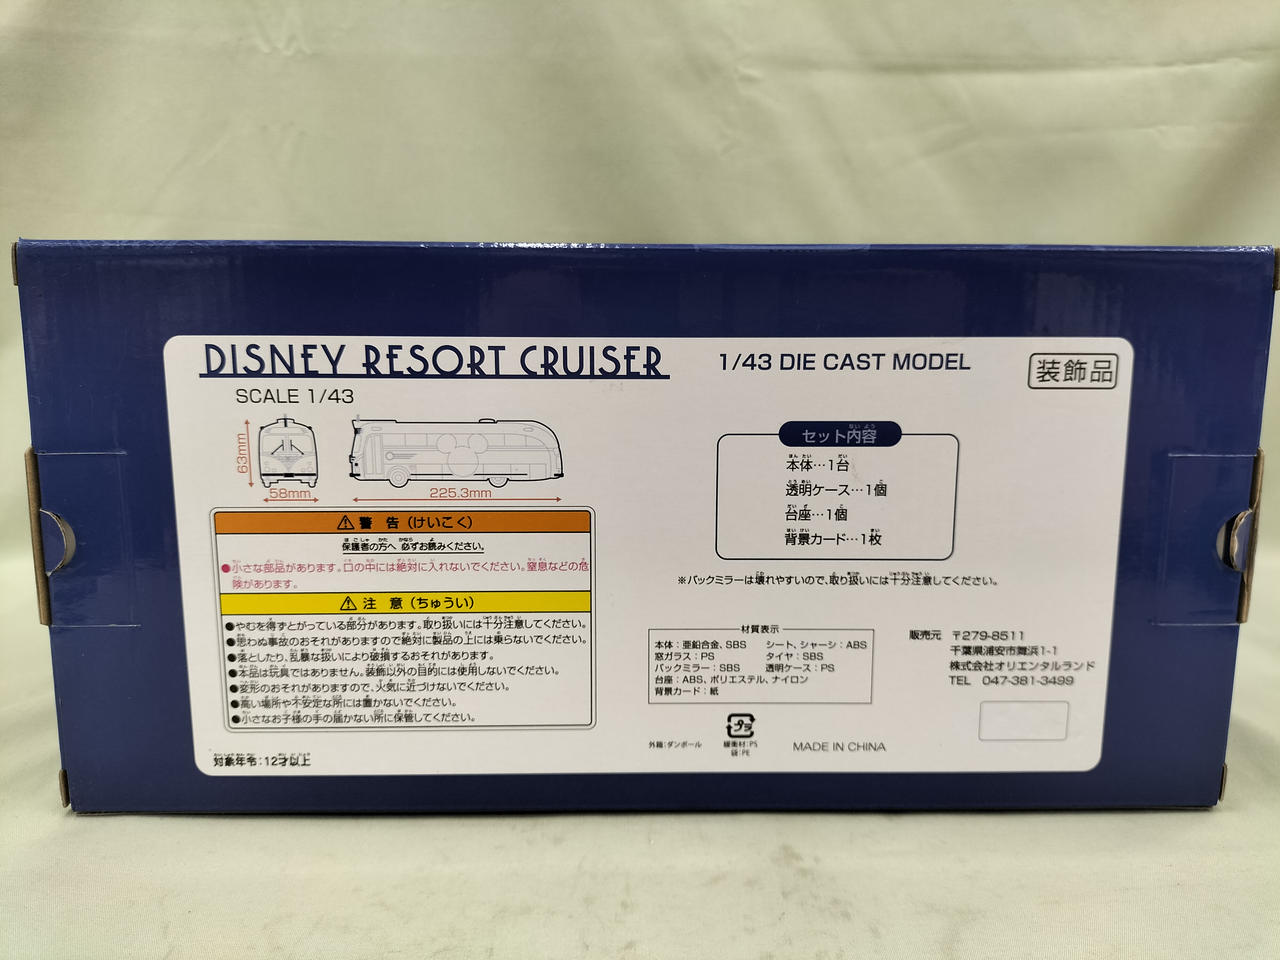 DISNEY RESORT CRUISER
1/43 DIE CAST MODEL
装飾品
SCALE 1/43
63mm
58mm
225.3mm
警 告（けいこく）
保護者の方へ 必ずお読みください。
●小さな部品があります。口の中には絶対に入れないでください。窒息などの危
険があります。
注 意（ちゅうい）
●やむを得ずとがっている部分があります。取り扱いには十分注意してください。
●思わぬ事故のおそれがありますので絶対に製品の上には乗らないでください。
●落としたり、乱暴な扱いにより破損するおそれがあります。
●本品は玩具ではありません。装飾以外の目的には使用しないでください。
●変形のおそれがありますので、火気に近づけないでください。
●高い場所や不安定な所には置かないでください。
●小さなお子様の手の届かない所に保管してください。
対象年令：12才以上
セット内容
本体…1台
透明ケース…1個
台座…1個
背景カード…1枚
※バックミラーは壊れやすいので、取り扱いには十分注意してください。
材質表示
本体：亜鉛合金、SBS シート、シャーシ：ABS
窓ガラス：PS タイヤ：SBS
バックミラー：SBS 透明ケース：PS
台座：ABS、ポリエステル、ナイロン
背景カード：紙
外箱：ダンボール
プラ
緩衝材：PS
袋：PE
MADE IN CHINA
販売元 〒279-8511
千葉県浦安市舞浜1-1
株式会社オリエンタルランド
TEL 047-381-3499